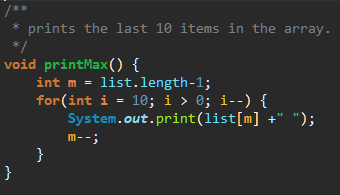 /**
 * prints the last 10 items in the array.
 */
void printMax() {
    int m = list.length-1;
    for(int i = 10; i > 0; i--) {
        System.out.print(list[m] +" ");
        m--;
    }
}